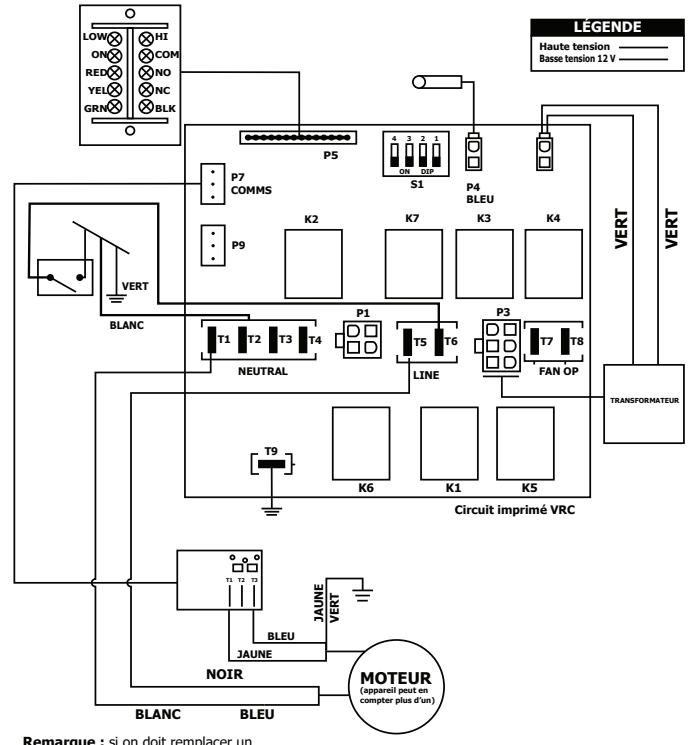 LÉGENDE
Haute tension
Basse tension 12 V
LOW HI
ON COM
RED NO
YEL NC
GRN BLK
P5
4 3 2 1
ON DIP
S1
P4
BLEU
P7
COMMS
P9
K2
K7
K3
K4
VERT
VERT
VERT
BLANC
T1 T2 T3 T4
NEUTRAL
P1
T5 T6
LINE
P3
T7 T8
FAN OP
TRANSFORMATEUR
T9
K6
K1
K5
Circuit imprimé VRC
T1 T2 T3
JAUNE
VERT
BLEU
JAUNE
NOIR
MOTEUR
(appareil peut en
compter plus d'un)
BLANC
BLEU
Remarque : si on doit remplacer un